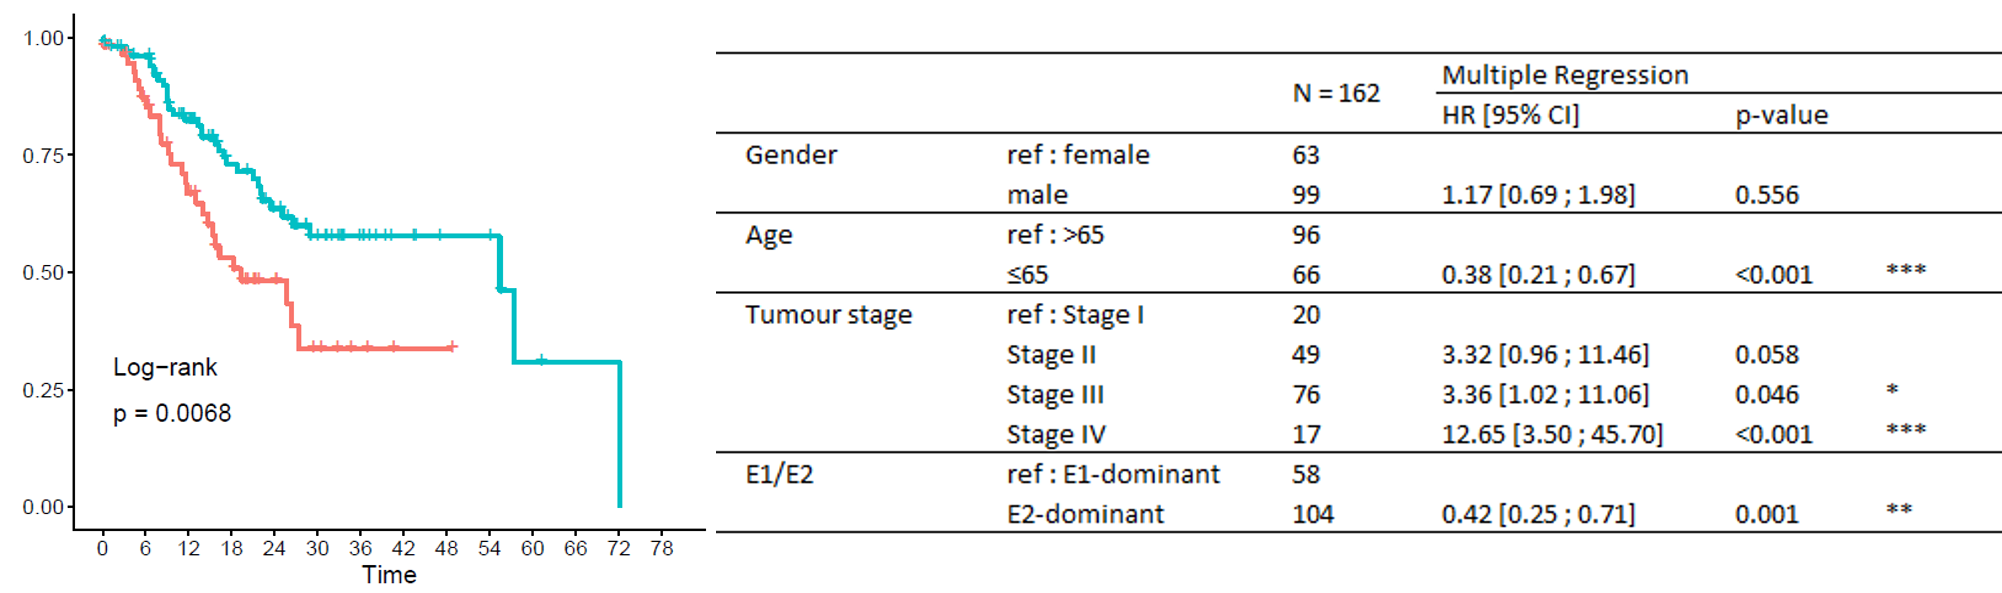 1.00
0.75
0.50
0.25
0.00
Log-rank
p = 0.0068
0 6 12 18 24 30 36 42 48 54 60 66 72 78
Time
N = 162
Multiple Regression
HR [95% CI] p-value
Gender ref : female 63
male 99 1.17 [0.69 ; 1.98] 0.556
Age ref : >65 96
≤65 66 0.38 [0.21 ; 0.67] <0.001 ***
Tumour stage ref : Stage I 20
Stage II 49 3.32 [0.96 ; 11.46] 0.058
Stage III 76 3.36 [1.02 ; 11.06] 0.046 *
Stage IV 17 12.65 [3.50 ; 45.70] <0.001 ***
E1/E2 ref : E1-dominant 58
E2-dominant 104 0.42 [0.25 ; 0.71] 0.001 **